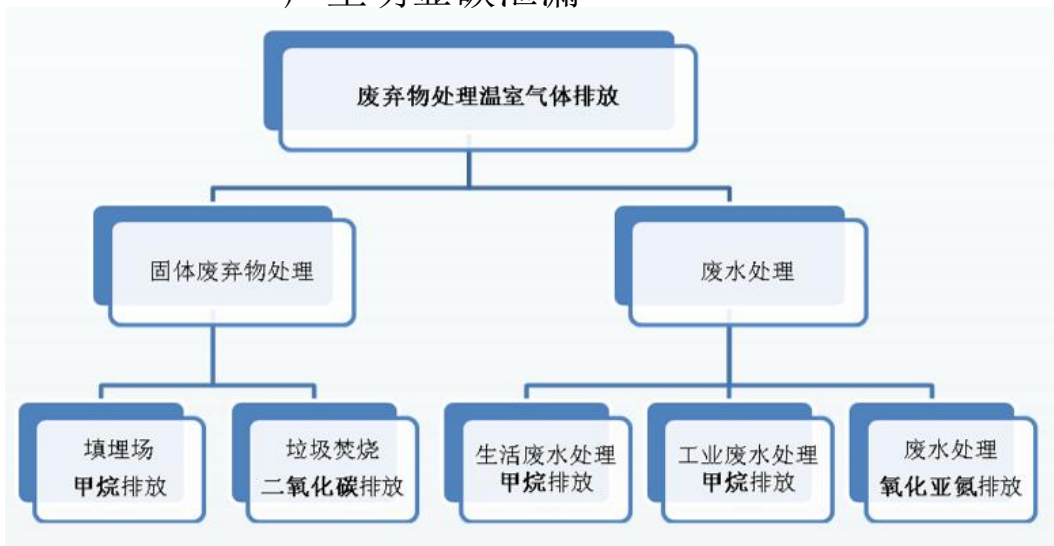 废弃物处理温室气体排放
固体废弃物处理
废水处理
填埋场
甲烷排放
垃圾焚烧
二氧化碳排放
生活废水处理
甲烷排放
工业废水处理
甲烷排放
废水处理
氧化亚氮排放